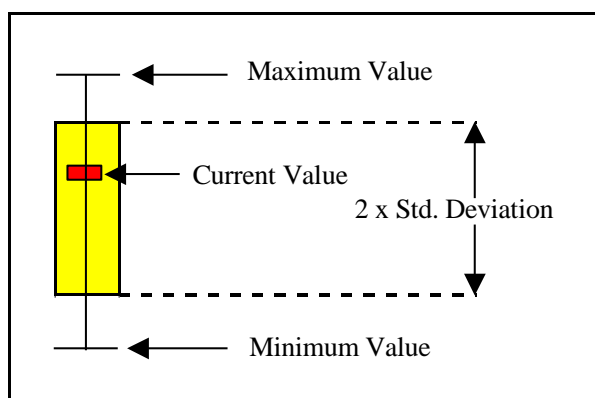 Maximum Value
Current Value
2 x Std. Deviation
Minimum Value